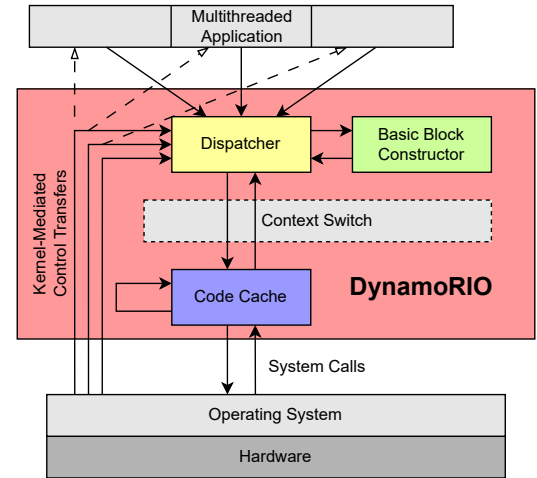 Multithreaded
Application
Dispatcher
Basic Block
Constructor
Kernel-Mediated
Control Transfers
Context Switch
Code Cache
DynamoRIO
System Calls
Operating System
Hardware